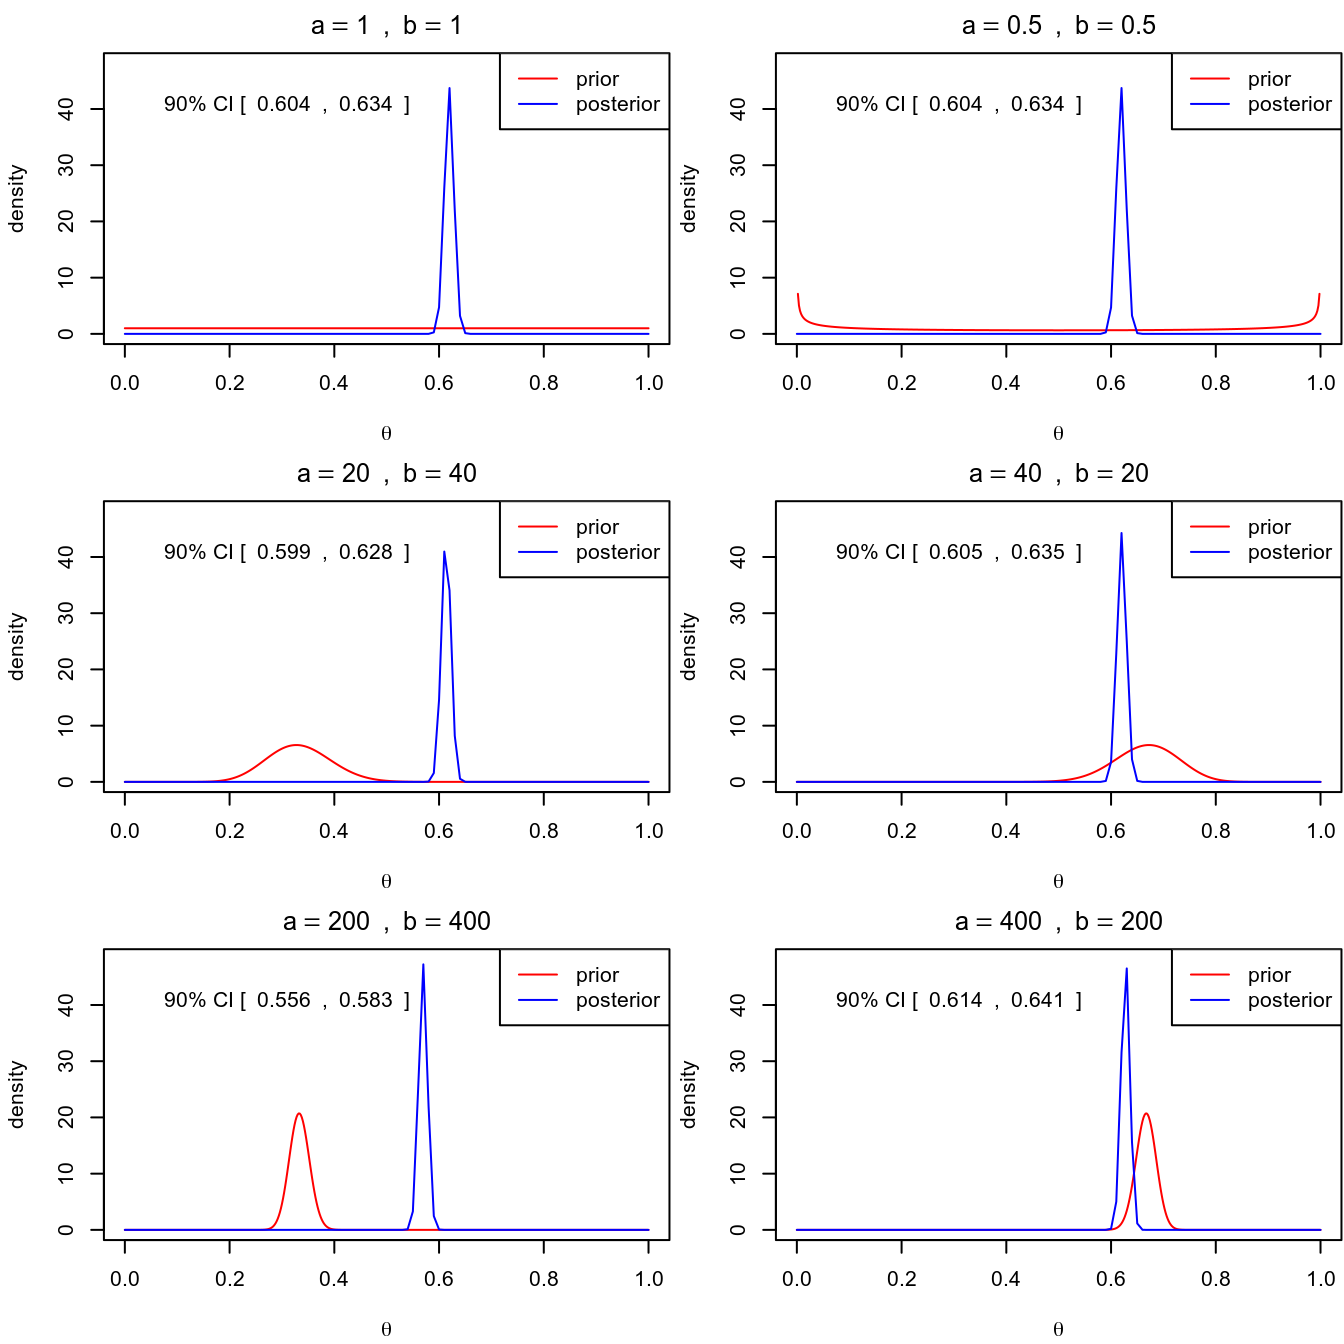 a = 1 , b = 1
90% CI [ 0.604 , 0.634 ]
prior
posterior
density
0 10 20 30 40
0.0 0.2 0.4 0.6 0.8 1.0
θ
a = 0.5 , b = 0.5
90% CI [ 0.604 , 0.634 ]
prior
posterior
density
0 10 20 30 40
0.0 0.2 0.4 0.6 0.8 1.0
θ
a = 20 , b = 40
90% CI [ 0.599 , 0.628 ]
prior
posterior
density
0 10 20 30 40
0.0 0.2 0.4 0.6 0.8 1.0
θ
a = 40 , b = 20
90% CI [ 0.605 , 0.635 ]
prior
posterior
density
0 10 20 30 40
0.0 0.2 0.4 0.6 0.8 1.0
θ
a = 200 , b = 400
90% CI [ 0.556 , 0.583 ]
prior
posterior
density
0 10 20 30 40
0.0 0.2 0.4 0.6 0.8 1.0
θ
a = 400 , b = 200
90% CI [ 0.614 , 0.641 ]
prior
posterior
density
0 10 20 30 40
0.0 0.2 0.4 0.6 0.8 1.0
θ